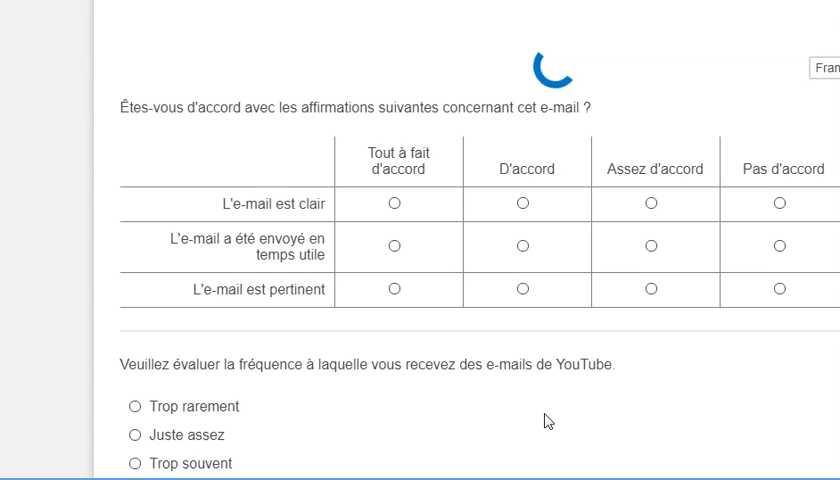 Fran
Êtes-vous d'accord avec les affirmations suivantes concernant cet e-mail ?
Tout à fait
d'accord
D'accord
Assez d'accord
Pas d'accord
L'e-mail est clair
L'e-mail a été envoyé en
temps utile
L'e-mail est pertinent
Veuillez évaluer la fréquence à laquelle vous recevez des e-mails de YouTube.
Trop rarement
Juste assez
Trop souvent